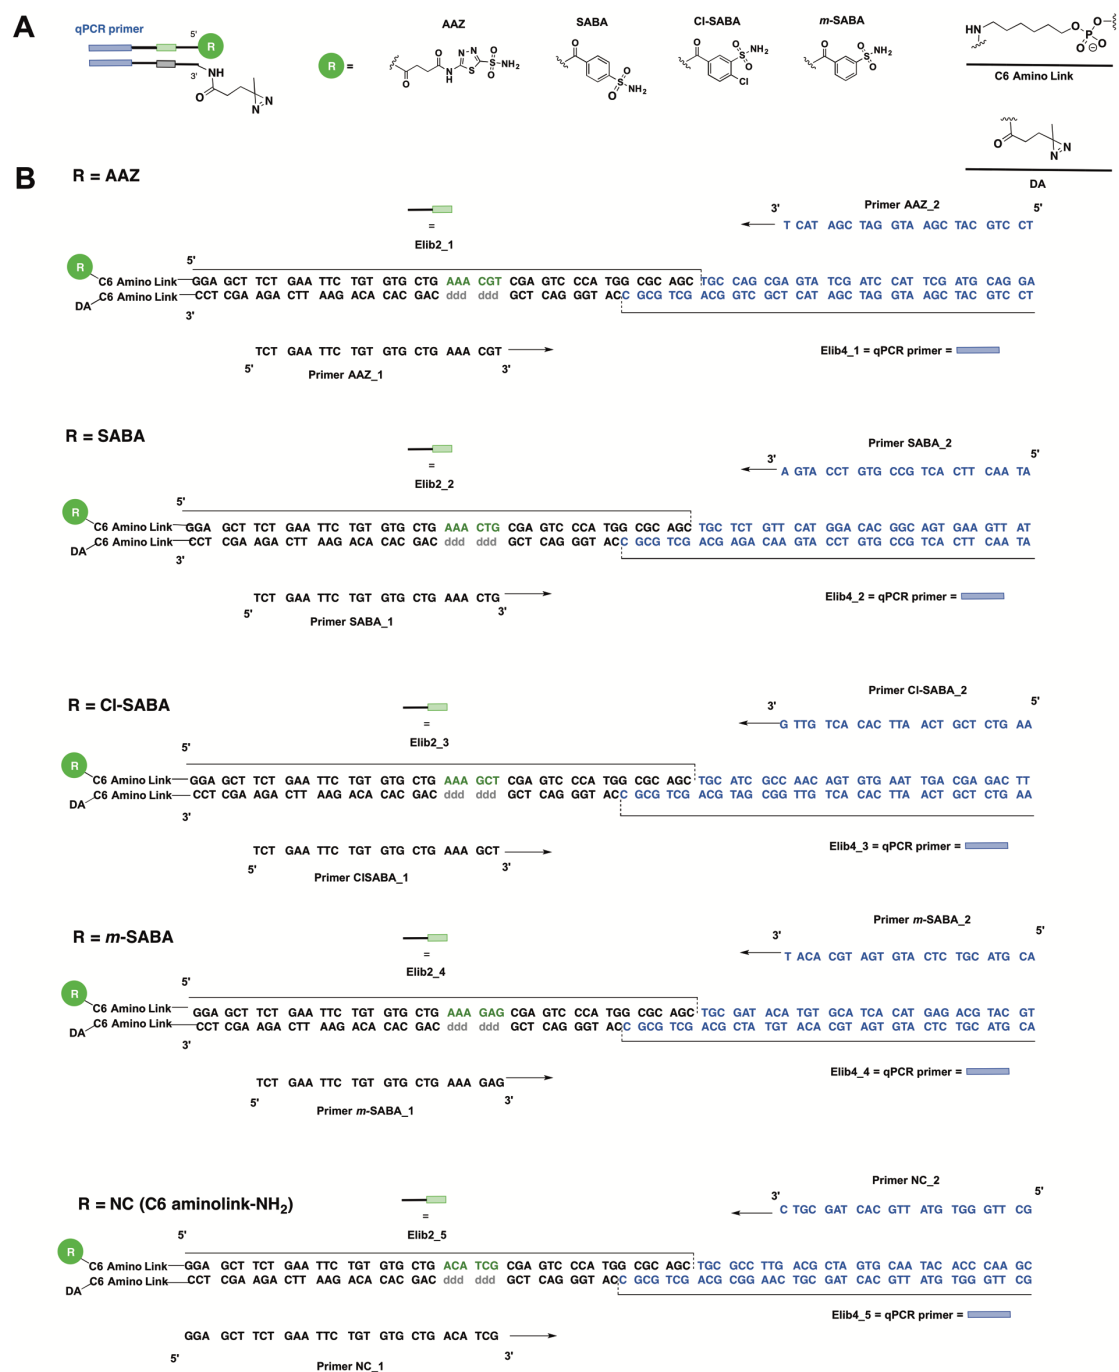 A
qPCR primer
5'
R
3'
NH
O
N
N
R =
AAZ
SABA
Cl-SABA
m-SABA
C6 Amino Link
DA
B
R = AAZ
=
Elib2_1
Primer AAZ_2
3' 5'
T CAT AGC TAG GTA AGC TAC GTC CT
5'
R
C6 Amino Link GGA GCT TCT GAA TTC TGT GTG CTG AAA CGT CGA GTC CCA TGG CGC AGC TGC CAG CGA GTA TCG ATC CAT TCG ATG CAG GA
DA C6 Amino Link CCT CGA AGA CTT AAG ACA CAC GAC ddd ddd GCT CAG GGT ACC GCG TCG ACG GTC GCT CAT AGC TAG GTA AGC TAC GTC CT
3'
TCT GAA TTC TGT GTG CTG AAA CGT
5' 3'
Primer AAZ_1
Elib4_1 = qPCR primer =
R = SABA
=
Elib2_2
Primer SABA_2
3' 5'
A GTA CCT GTG CCG TCA CTT CAA TA
5'
R
C6 Amino Link GGA GCT TCT GAA TTC TGT GTG CTG AAA CTG CGA GTC CCA TGG CGC AGC TGC TCT GTT CAT GGA CAC GGC AGT GAA GTT AT
DA C6 Amino Link CCT CGA AGA CTT AAG ACA CAC GAC ddd ddd GCT CAG GGT ACC GCG TCG ACG AGA CAA GTA CCT GTG CCG TCA CTT CAA TA
3'
TCT GAA TTC TGT GTG CTG AAA CTG
5' 3'
Primer SABA_1
Elib4_2 = qPCR primer =
R = Cl-SABA
=
Elib2_3
Primer Cl-SABA_2
3' 5'
G TTG TCA CAC TTA ACT GCT CTG AA
5'
R
C6 Amino Link GGA GCT TCT GAA TTC TGT GTG CTG AAA GCT CGA GTC CCA TGG CGC AGC TGC ATC GCC AAC AGT GTG AAT TGA CGA GAC TT
DA C6 Amino Link CCT CGA AGA CTT AAG ACA CAC GAC ddd ddd GCT CAG GGT ACC GCG TCG ACG TAG CGG TTG TCA CAC TTA ACT GCT CTG AA
3'
TCT GAA TTC TGT GTG CTG AAA GCT
5' 3'
Primer ClSABA_1
Elib4_3 = qPCR primer =
R = m-SABA
=
Elib2_4
Primer m-SABA_2
3' 5'
T ACA CGT AGT GTA CTC TGC ATG CA
5'
R
C6 Amino Link GGA GCT TCT GAA TTC TGT GTG CTG AAA GAG CGA GTC CCA TGG CGC AGC TGC GAT ACA TGT GCA TCA CAT GAG ACG TAC GT
DA C6 Amino Link CCT CGA AGA CTT AAG ACA CAC GAC ddd ddd GCT CAG GGT ACC GCG TCG ACG CTA TGT ACA CGT AGT GTA CTC TGC ATG CA
3'
TCT GAA TTC TGT GTG CTG AAA GAG
5' 3'
Primer m-SABA_1
Elib4_4 = qPCR primer =
R = NC (C6 aminolink-NH2)
=
Elib2_5
Primer NC_2
3' 5'
C TGC GAT CAC GTT ATG TGG GTT CG
5'
R
C6 Amino Link GGA GCT TCT GAA TTC TGT GTG CTG ACA TCG CGA GTC CCA TGG CGC AGC TGC GCC TTG ACG CTA GTG CAA TAC ACC CAA GC
DA C6 Amino Link CCT CGA AGA CTT AAG ACA CAC GAC ddd ddd GCT CAG GGT ACC GCG TCG ACG CGG AAC TGC GAT CAC GTT ATG TGG GTT CG
3'
GGA GCT TCT GAA TTC TGT GTG CTG ACA TCG
5' 3'
Primer NC_1
Elib4_5 = qPCR primer =